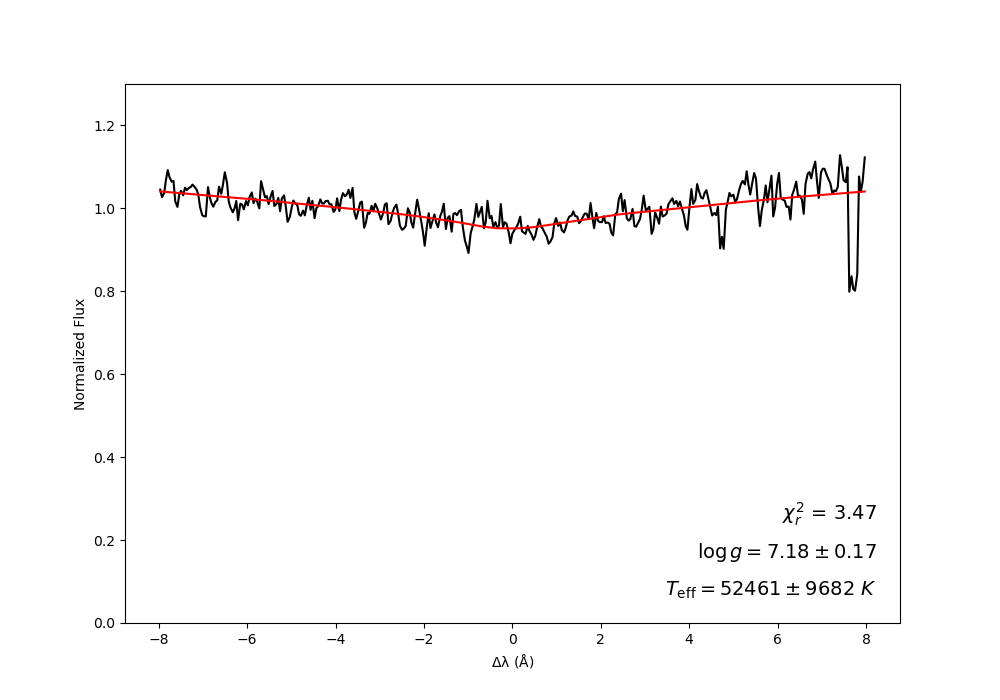 1.2
1.0
0.8
0.6
0.4
0.2
0.0
Normalized Flux
χ²ᵣ = 3.47
log g = 7.18 ± 0.17
T_eff = 52461 ± 9682 K
−8 −6 −4 −2 0 2 4 6 8
Δλ (Å)